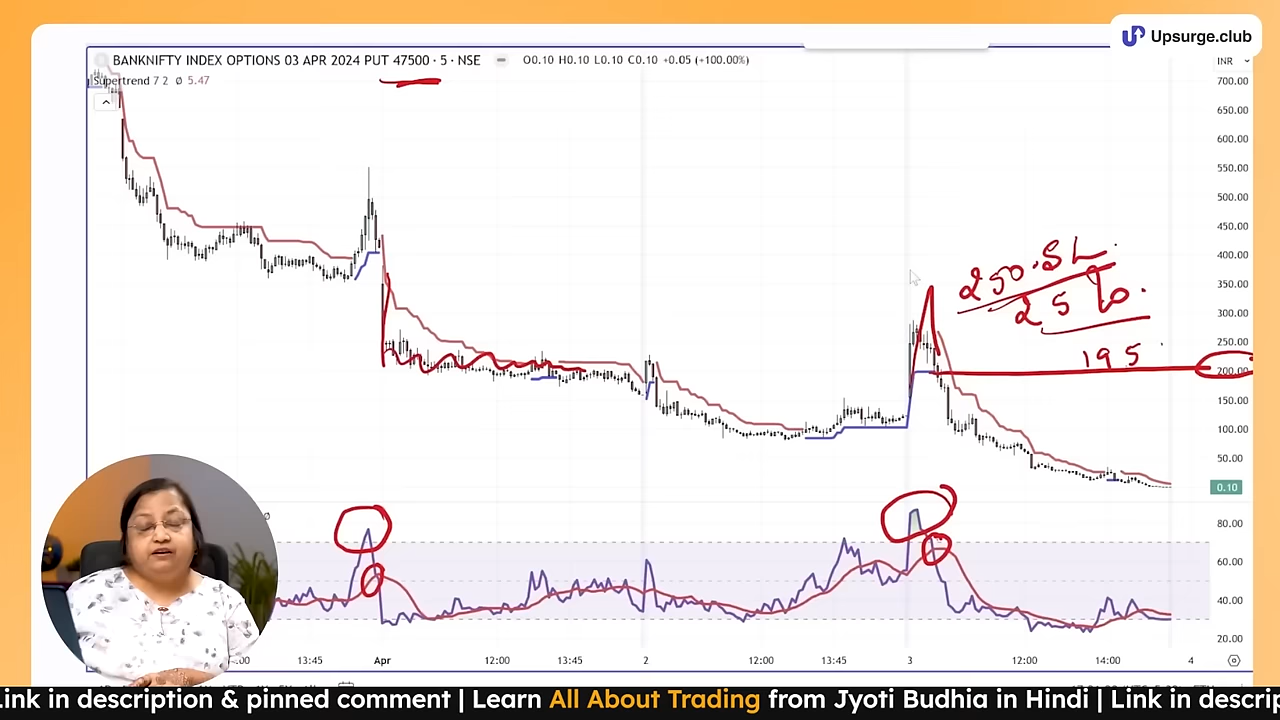 Upsurge.club
BANKNIFTY INDEX OPTIONS 03 APR 2024 PUT 47500 · 5 · NSE
O0.10 H0.10 L0.10 C0.10 +0.05 (+100.00%)
INR
Supertrend 7 2 ø 5.47
700.00
650.00
600.00
550.00
500.00
450.00
400.00
350.00
300.00
250.00
200.00
150.00
100.00
50.00
0.10
250.SL
25%
195
80.00
60.00
40.00
20.00
13:45 Apr 12:00 13:45 2 12:00 13:45 3 12:00 14:00 4
Link in description & pinned comment | Learn All About Trading from Jyoti Budhia in Hindi | Link in descrip